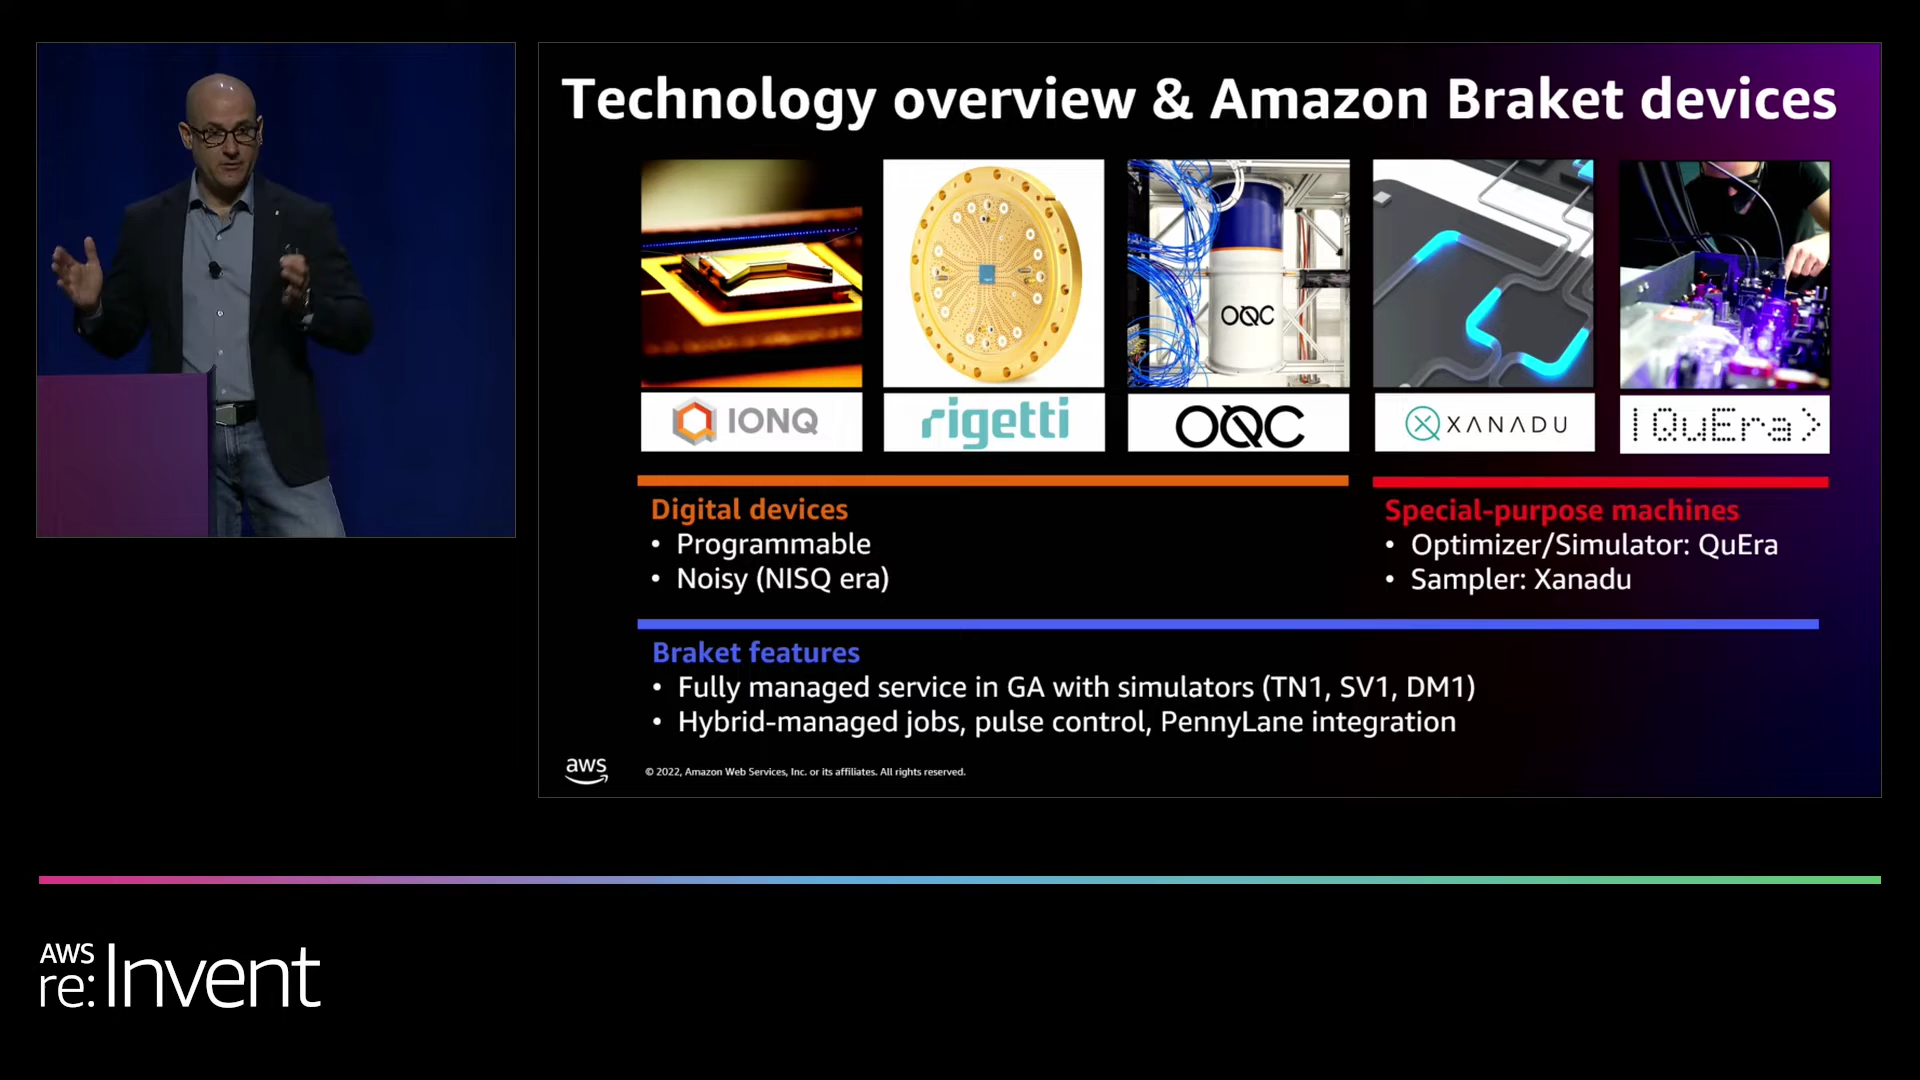 Technology overview & Amazon Braket devices
OQC
IONQ
rigetti
OQC
XANADU
|QuEra>
Digital devices
• Programmable
• Noisy (NISQ era)
Special-purpose machines
• Optimizer/Simulator: QuEra
• Sampler: Xanadu
Braket features
• Fully managed service in GA with simulators (TN1, SV1, DM1)
• Hybrid-managed jobs, pulse control, PennyLane integration
aws
© 2022, Amazon Web Services, Inc. or its affiliates. All rights reserved.
AWS
re:Invent